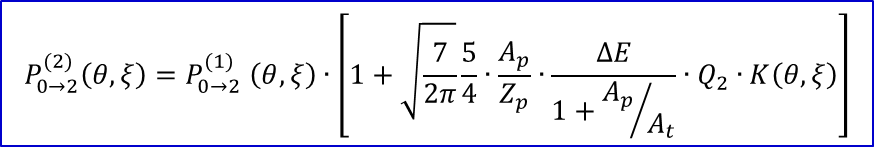 P_{0→2}^{(2)}(θ,ξ) = P_{0→2}^{(1)} (θ,ξ) · [1 + √(7/2π) 5/4 · A_p/Z_p · ΔE/(1 + A_p/A_t) · Q_2 · K(θ,ξ)]